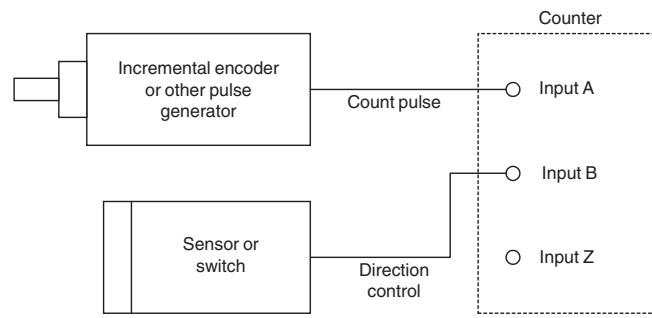 Counter
Incremental encoder
or other pulse
generator
Count pulse
Input A
Input B
Sensor or
switch
Direction
control
Input Z